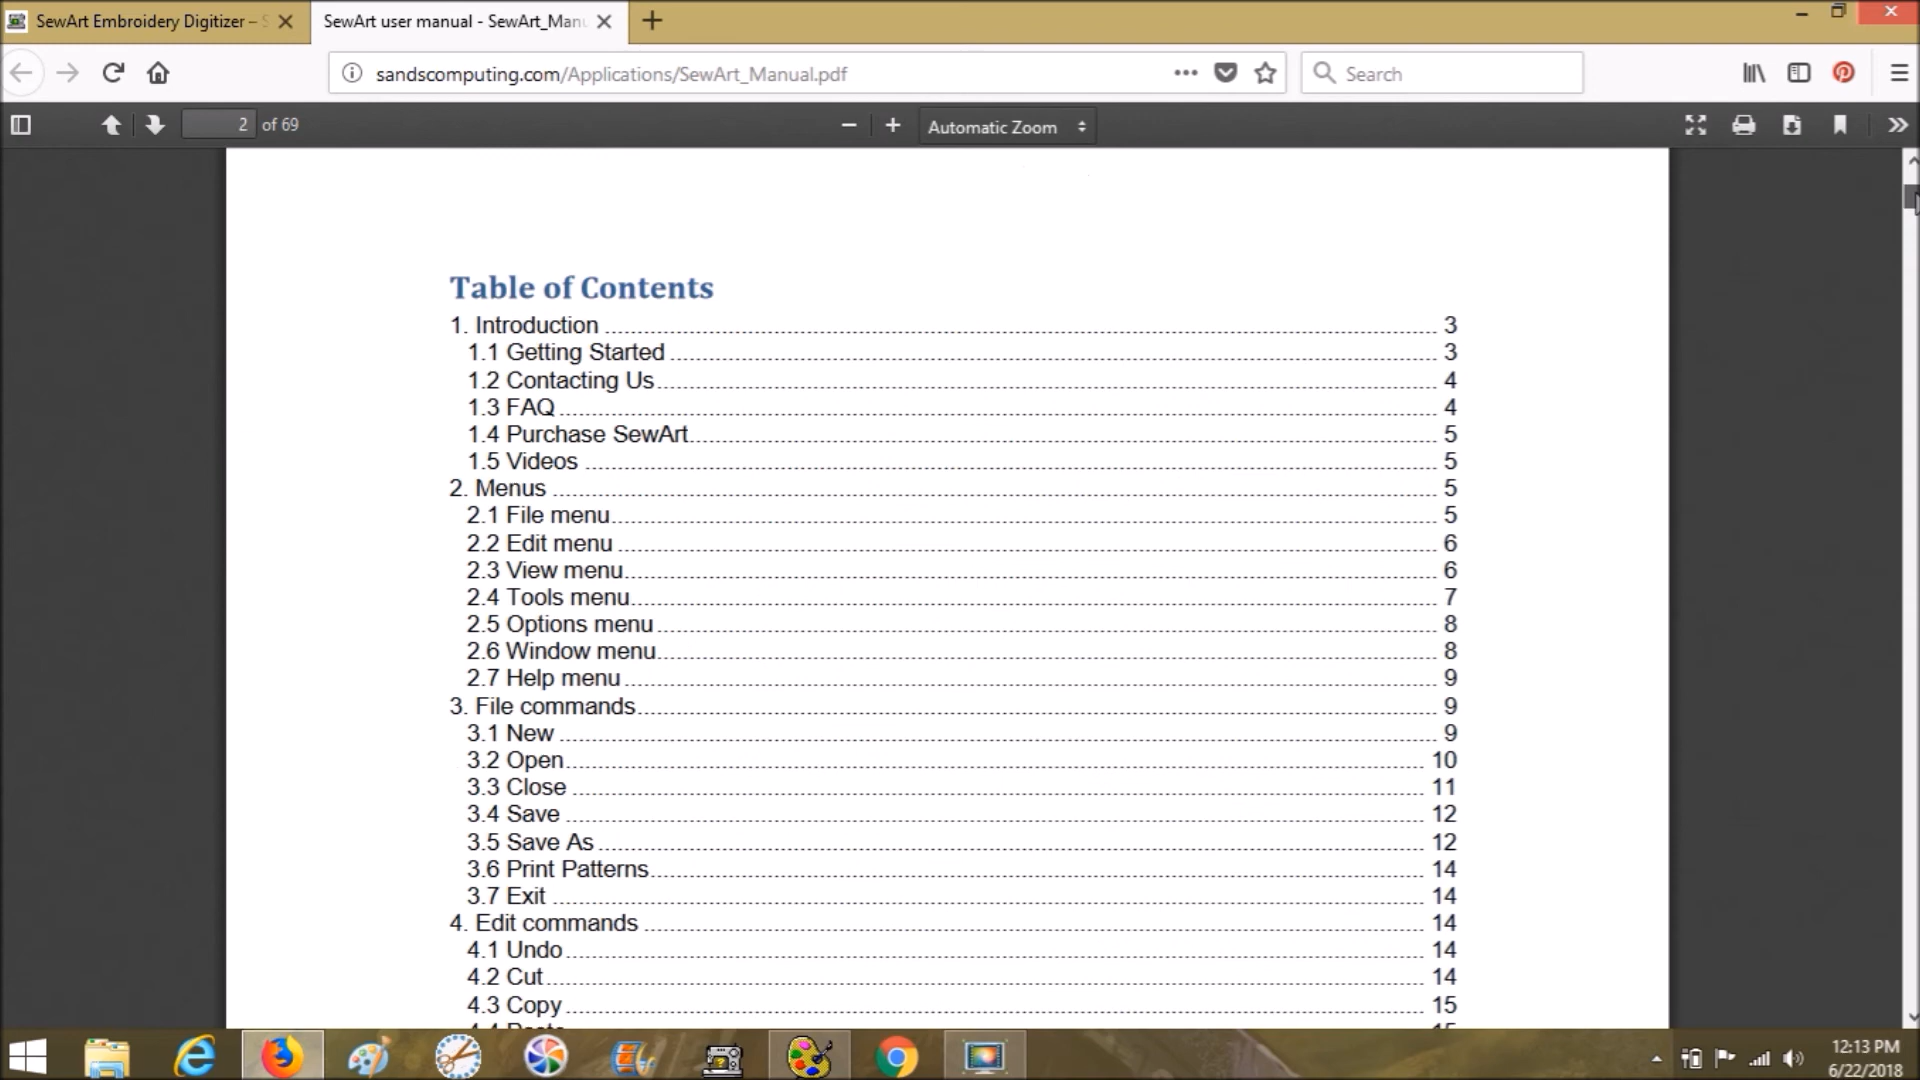 SewArt Embroidery Digitizer –
SewArt user manual - SewArt_Manu
sandscomputing.com/Applications/SewArt_Manual.pdf
Search
2 of 69
Automatic Zoom
Table of Contents
1. Introduction 3
1.1 Getting Started 3
1.2 Contacting Us 4
1.3 FAQ 4
1.4 Purchase SewArt 5
1.5 Videos 5
2. Menus 5
2.1 File menu 5
2.2 Edit menu 6
2.3 View menu 6
2.4 Tools menu 7
2.5 Options menu 8
2.6 Window menu 8
2.7 Help menu 9
3. File commands 9
3.1 New 9
3.2 Open 10
3.3 Close 11
3.4 Save 12
3.5 Save As 12
3.6 Print Patterns 14
3.7 Exit 14
4. Edit commands 14
4.1 Undo 14
4.2 Cut 14
4.3 Copy 15
12:13 PM
6/22/2018